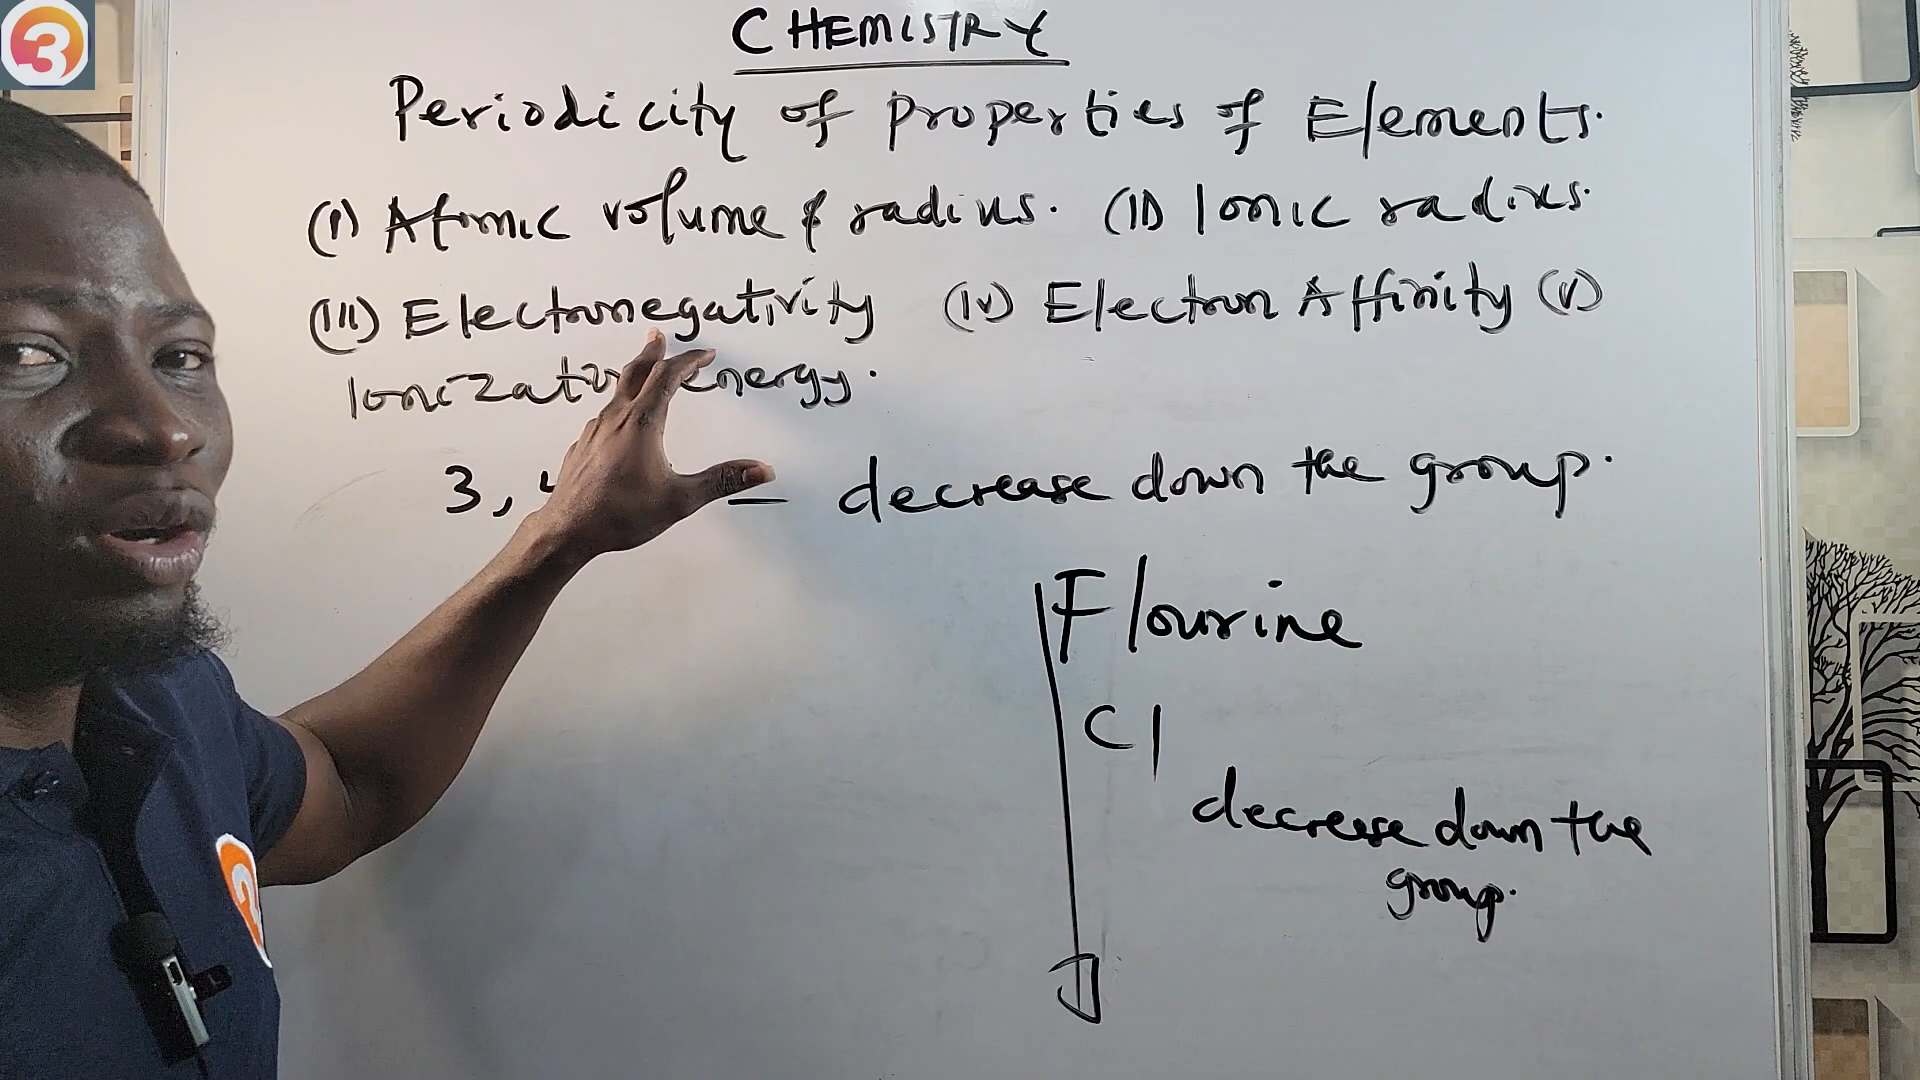 3
CHEMISTRY
Periodicity of properties of Elements.
(I) Atomic volume & radius. (II) Ionic radius.
(III) Electronegativity (IV) Electron Affinity (V)
Ionization energy.
3, — decrease down the group.
Flourine
Cl
decrease down the
group.